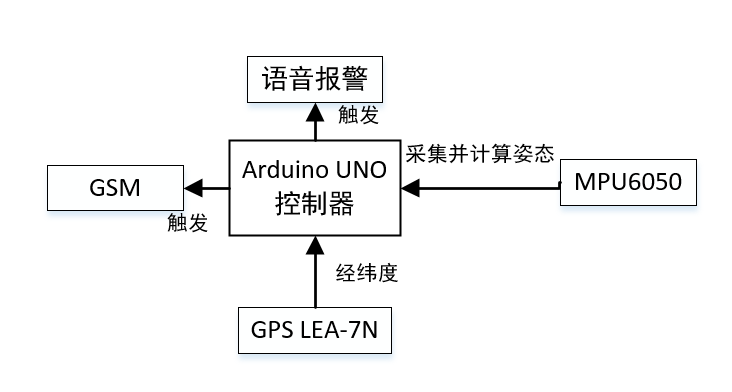 语音报警
触发
Arduino UNO
控制器
采集并计算姿态
GSM
MPU6050
触发
经纬度
GPS LEA-7N